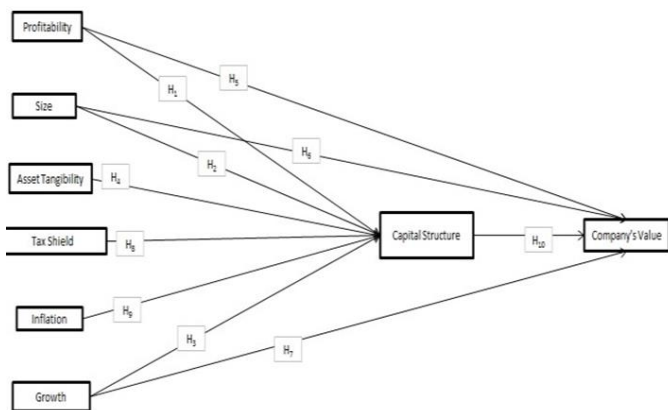 Profitability
H5
H1
Size
H6
H2
Asset Tangibility
H4
Capital Structure
Company's Value
Tax Shield
H8
H10
Inflation
H9
H3
H7
Growth